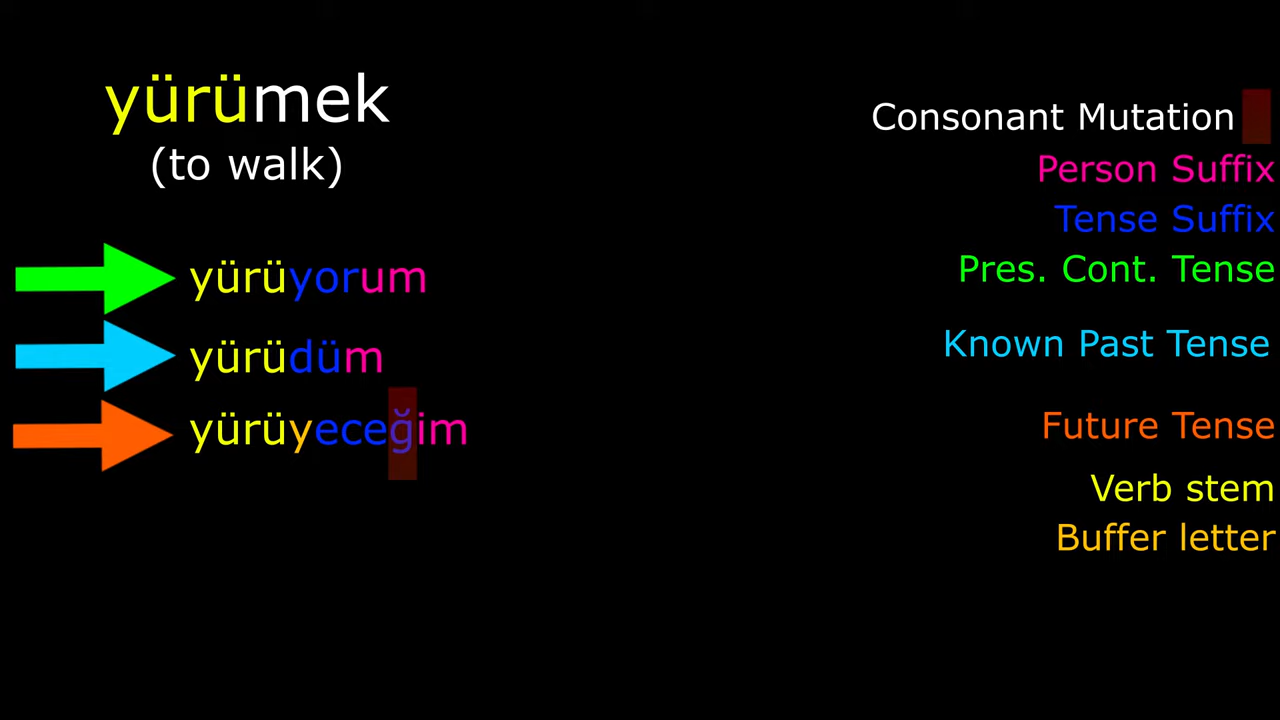 yürümek
(to walk)
yürüyorum
yürüdüm
yürüyeceğim
Consonant Mutation
Person Suffix
Tense Suffix
Pres. Cont. Tense
Known Past Tense
Future Tense
Verb stem
Buffer letter